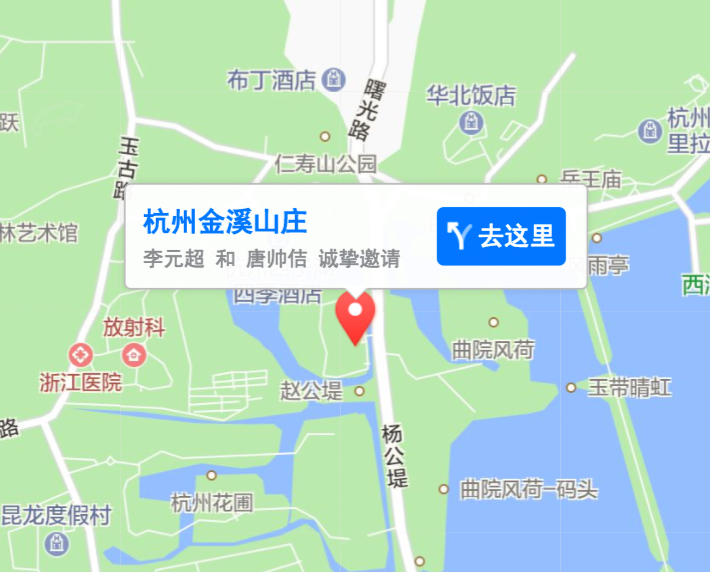 布丁酒店
曙光路
华北饭店
杭州
里拉
跃
玉古路
仁寿山公园
岳王庙
杭州金溪山庄
去这里
李元超 和 唐帅佶 诚挚邀请
林艺术馆
雨亭
西湖
四季酒店
放射科
曲院风荷
浙江医院
赵公堤
玉带晴虹
路
杨公堤
杭州花圃
曲院风荷-码头
昆龙度假村